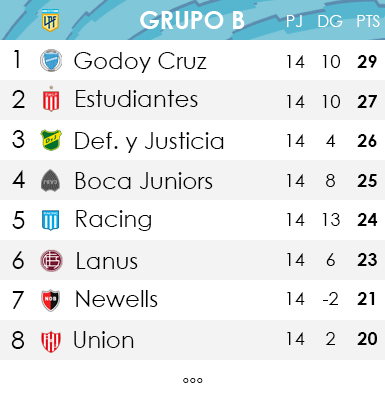 LPF GRUPO B PJ DG PTS
1 Godoy Cruz 14 10 29
2 Estudiantes 14 10 27
3 DyJ Def. y Justicia 14 4 26
4 Boca Juniors 14 8 25
5 Racing 14 13 24
6 Lanus 14 6 23
7 NOB Newells 14 -2 21
8 Union 14 2 20